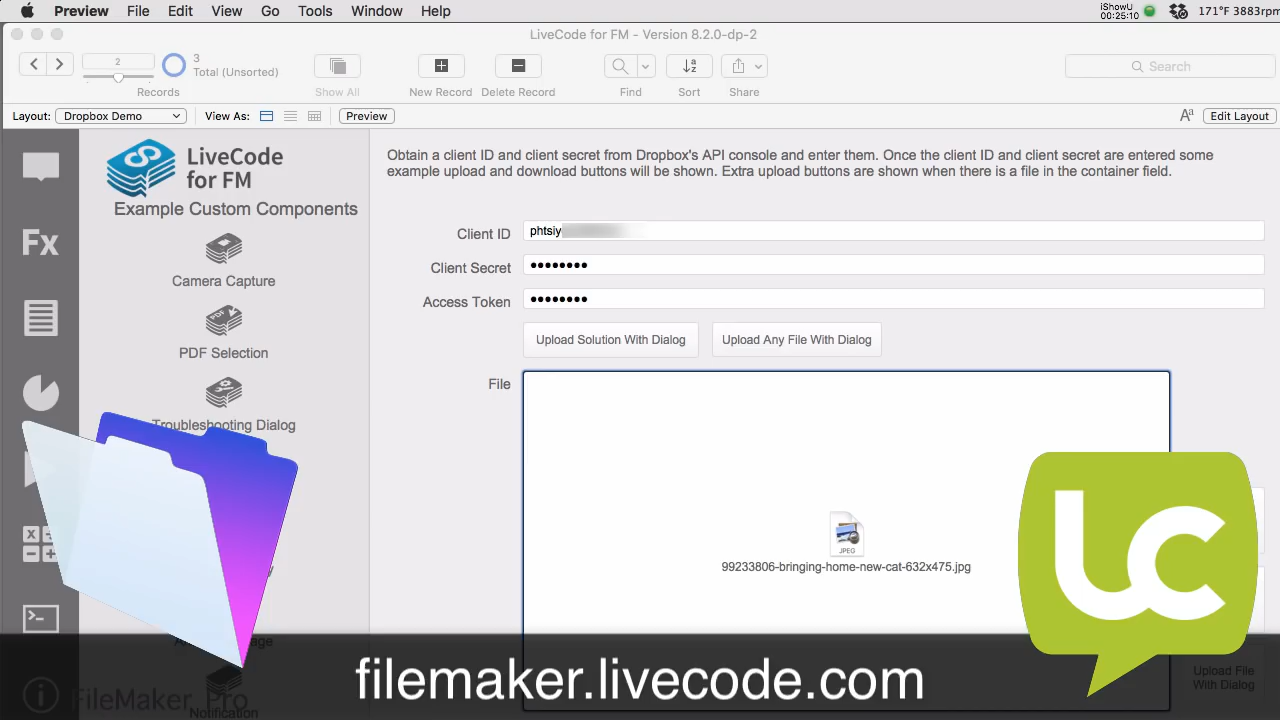 Preview File Edit View Go Tools Window Help
iShowU
00:25:10
171°F 3883rpm
LiveCode for FM - Version 8.2.0-dp-2
2
3
Total (Unsorted)
Records
Show All
New Record
Delete Record
Find
Sort
Share
Search
Layout: Dropbox Demo View As: Preview
Edit Layout
LiveCode
for FM
Example Custom Components
Camera Capture
PDF
PDF Selection
Troubleshooting Dialog
Fx
Obtain a client ID and client secret from Dropbox's API console and enter them. Once the client ID and client secret are entered some
example upload and download buttons will be shown. Extra upload buttons are shown when there is a file in the container field.
Client ID phtsiy
Client Secret ••••••••
Access Token ••••••••
Upload Solution With Dialog
Upload Any File With Dialog
File
JPEG
99233806-bringing-home-new-cat-632x475.jpg
LC
Upload File
With Dialog
filemaker.livecode.com
FileMaker Pro
Notification